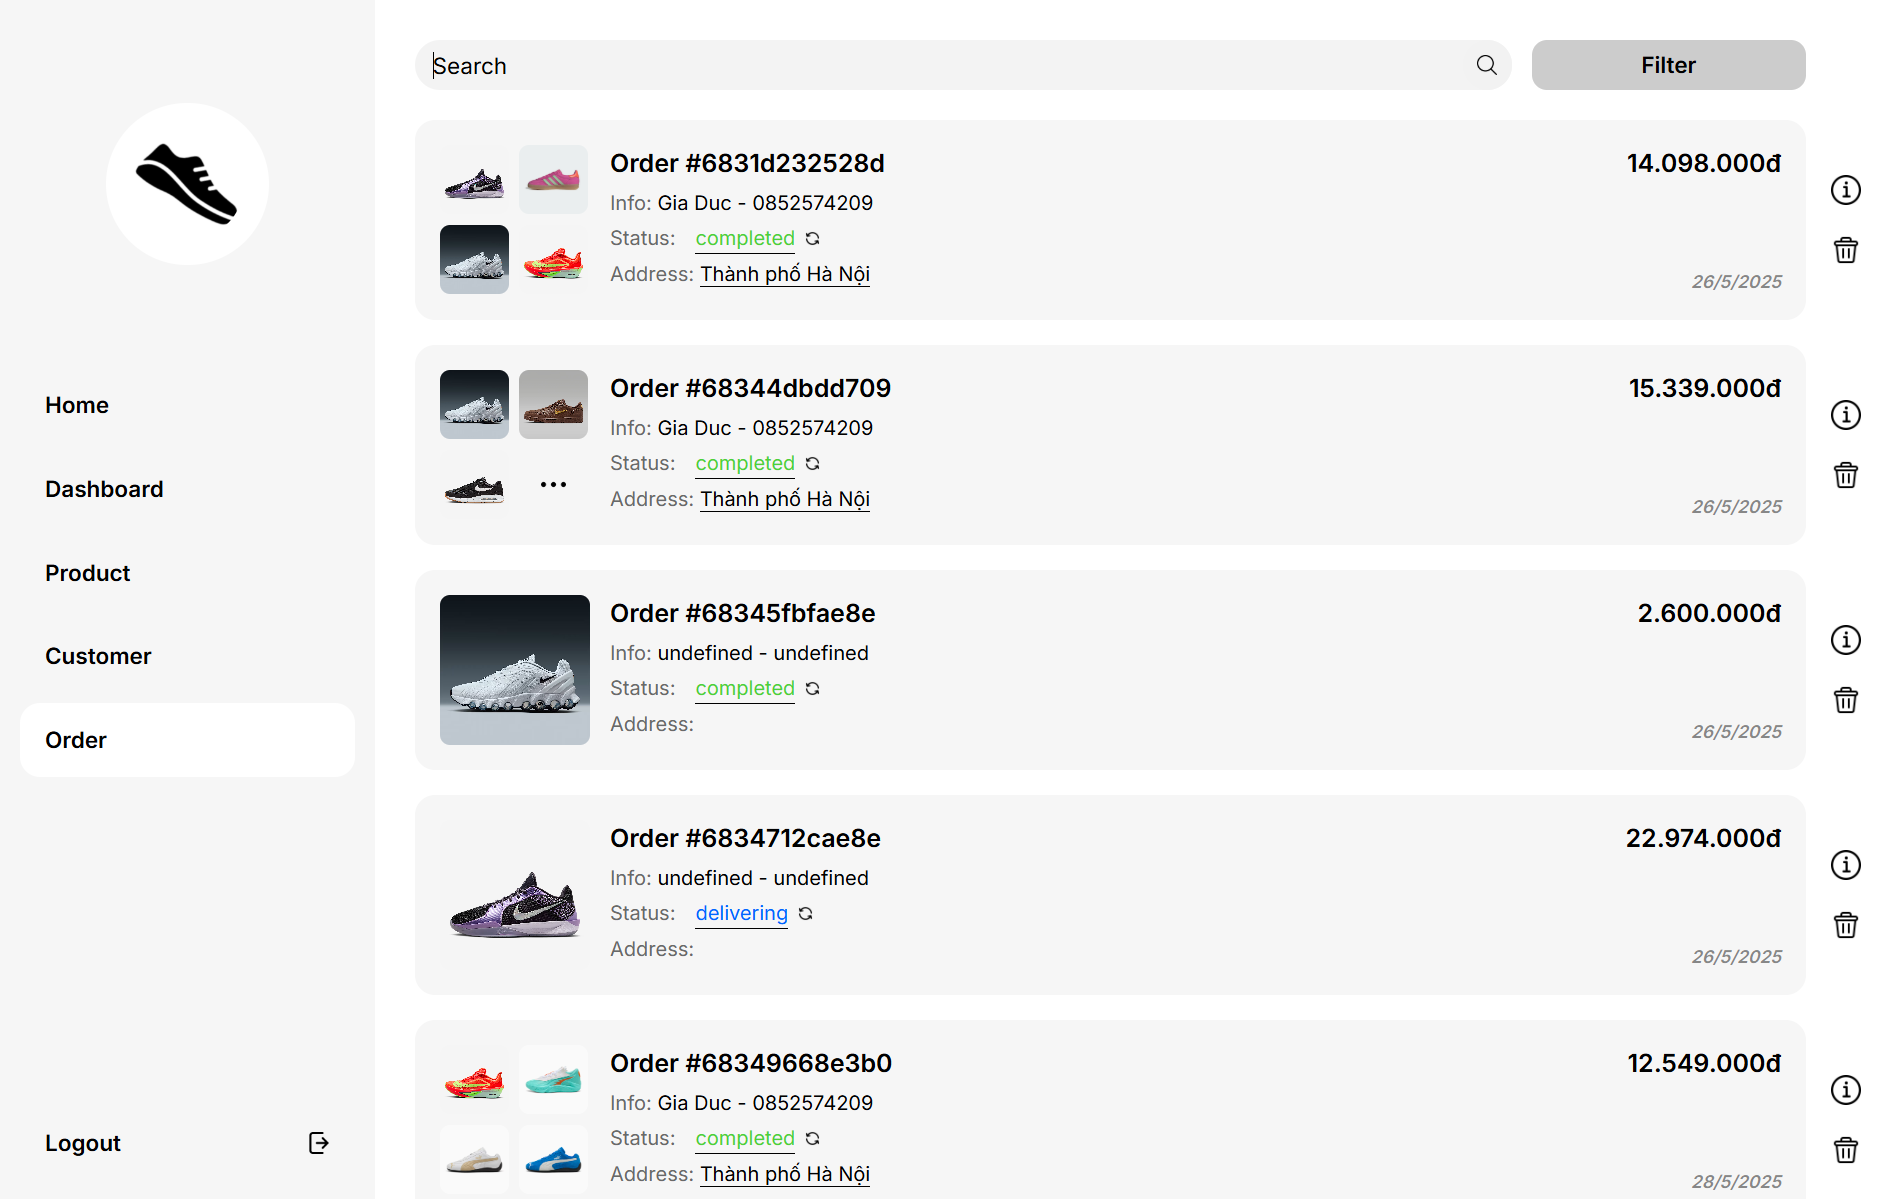 Search
Filter
Home
Dashboard
Product
Customer
Order
Logout
Order #6831d232528d
14.098.000đ
Info: Gia Duc - 0852574209
Status: completed
Address: Thành phố Hà Nội
26/5/2025
Order #68344dbdd709
15.339.000đ
Info: Gia Duc - 0852574209
Status: completed
Address: Thành phố Hà Nội
26/5/2025
Order #68345fbfae8e
2.600.000đ
Info: undefined - undefined
Status: completed
Address:
26/5/2025
Order #6834712cae8e
22.974.000đ
Info: undefined - undefined
Status: delivering
Address:
26/5/2025
Order #68349668e3b0
12.549.000đ
Info: Gia Duc - 0852574209
Status: completed
Address: Thành phố Hà Nội
28/5/2025